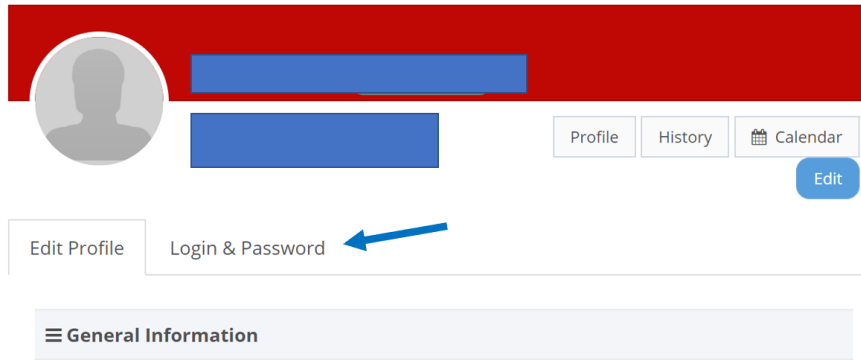 Profile
History
Calendar
Edit
Edit Profile
Login & Password
General Information